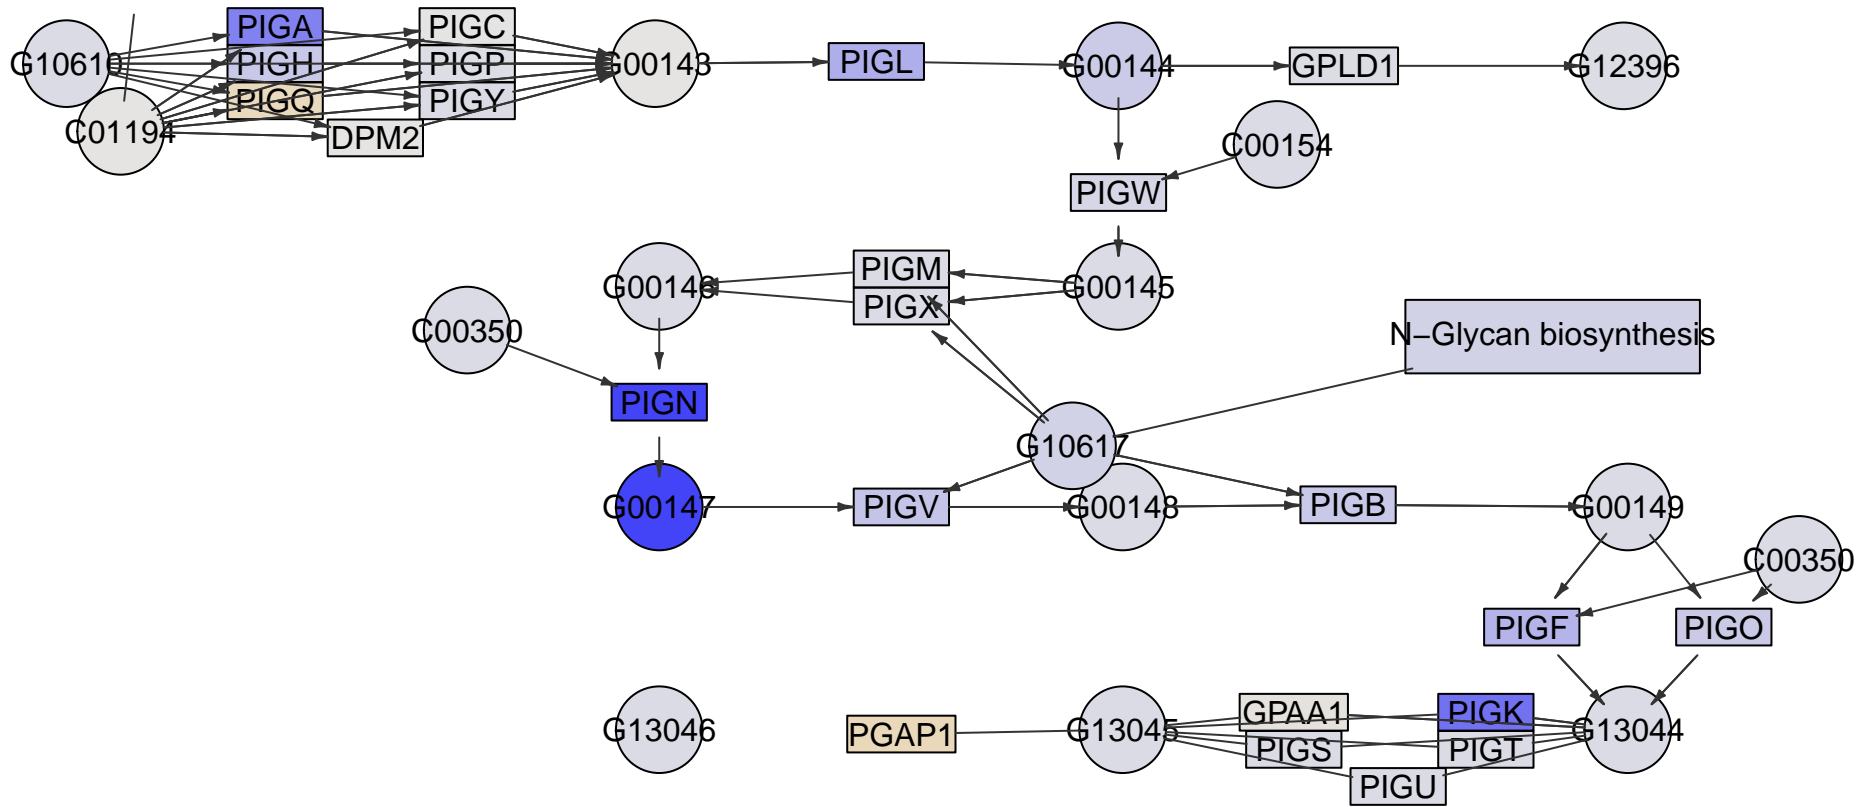 PIGA
PIGC
G10610
PIGH
PIGP
G00143
PIGL
G00144
GPLD1
G12396
PIGQ
PIGY
C01194
DPM2
C00154
PIGW
PIGM
G00146
G00145
PIGX
C00350
N−Glycan biosynthesis
PIGN
G10617
G00147
PIGV
G00148
PIGB
G00149
C00350
PIGF
PIGO
GPAA1
PIGK
G13046
PGAP1
G13045
G13044
PIGS
PIGT
PIGU